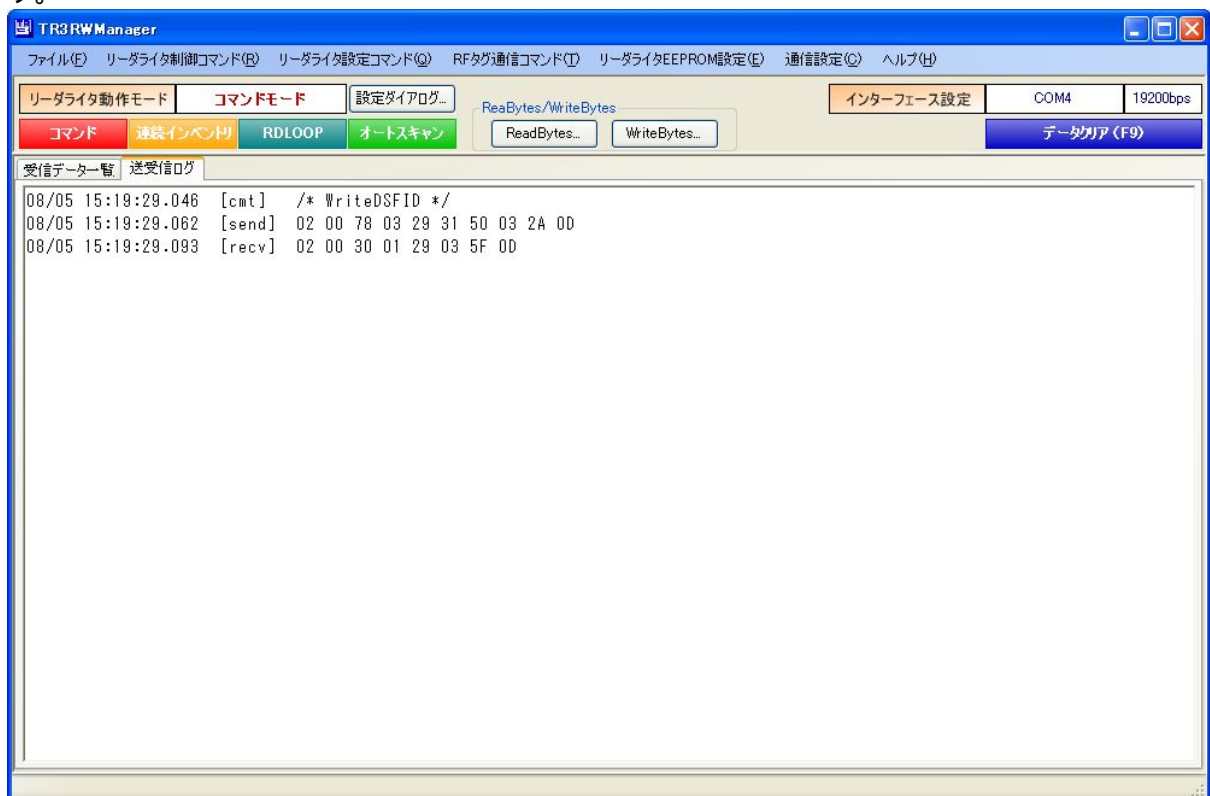 す。
TR3RWManager
ファイル(F) リーダライタ制御コマンド(R) リーダライタ設定コマンド(Q) RFタグ通信コマンド(T) リーダライタEEPROM設定(E) 通信設定(C) ヘルプ(H)
リーダライタ動作モード コマンドモード 設定ダイアログ... ReaBytes/WriteBytes インターフェース設定 COM4 19200bps
コマンド 連続インベントリ RDLOOP オートスキャン ReadBytes... WriteBytes... データクリア (F9)
受信データ一覧 送受信ログ
08/05 15:19:29.046 [cmt] /* WriteDSFID */
08/05 15:19:29.062 [send] 02 00 78 03 29 31 50 03 2A 0D
08/05 15:19:29.093 [recv] 02 00 30 01 29 03 5F 0D